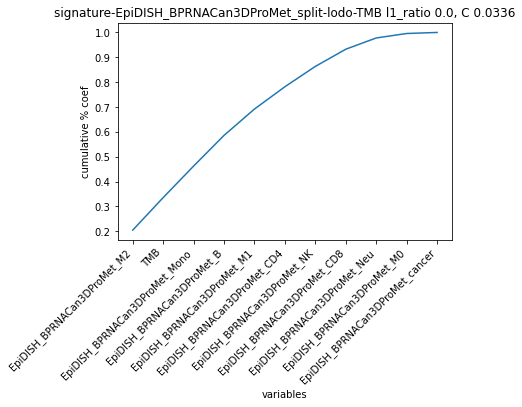 signature-EpiDISH_BPRNACan3DProMet_split-lodo-TMB l1_ratio 0.0, C 0.0336
cumulative % coef
1.0
0.9
0.8
0.7
0.6
0.5
0.4
0.3
0.2
EpiDISH_BPRNACan3DProMet_M2
TMB
EpiDISH_BPRNACan3DProMet_Mono
EpiDISH_BPRNACan3DProMet_B
EpiDISH_BPRNACan3DProMet_M1
EpiDISH_BPRNACan3DProMet_CD4
EpiDISH_BPRNACan3DProMet_NK
EpiDISH_BPRNACan3DProMet_CD8
EpiDISH_BPRNACan3DProMet_Neu
EpiDISH_BPRNACan3DProMet_M0
EpiDISH_BPRNACan3DProMet_cancer
variables